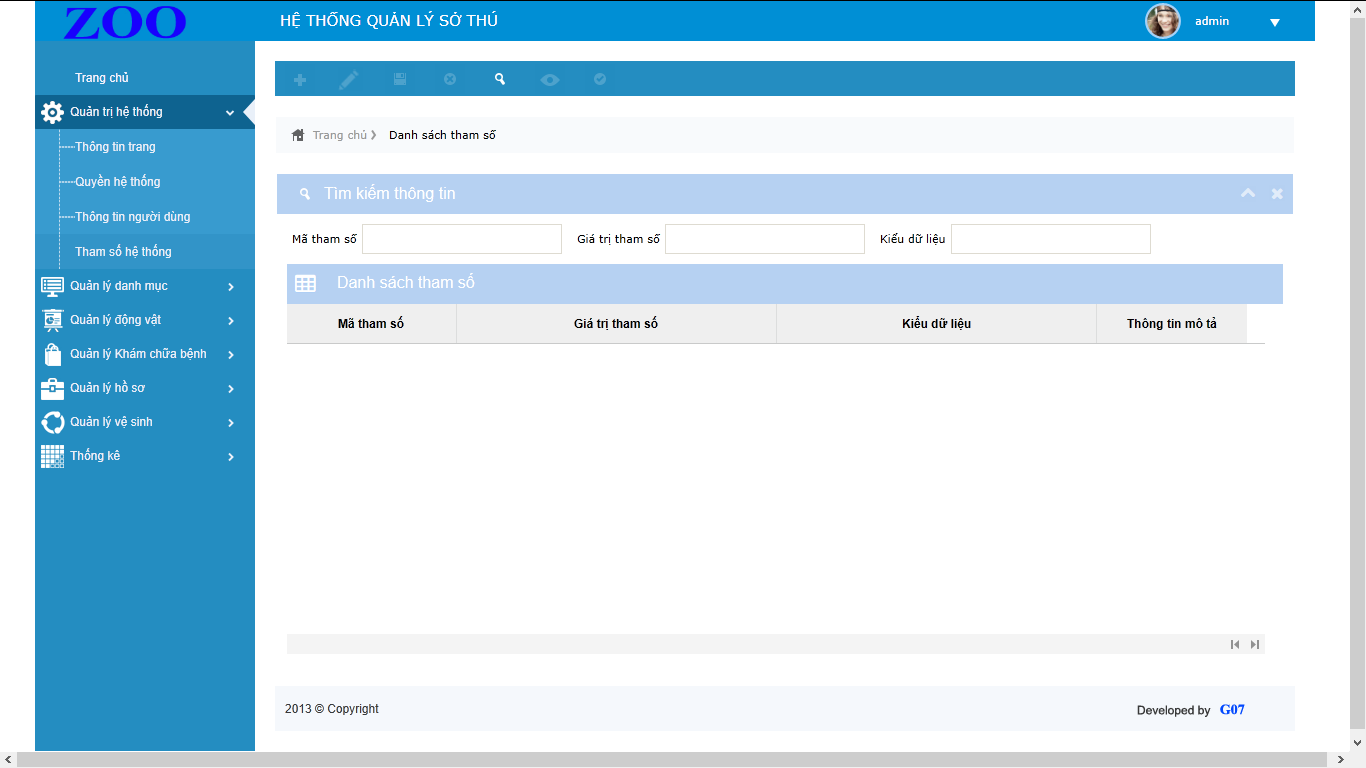 ZOO
HỆ THỐNG QUẢN LÝ SỞ THÚ
admin
Trang chủ
Quản trị hệ thống
Thông tin trang
Quyền hệ thống
Thông tin người dùng
Tham số hệ thống
Quản lý danh mục
Quản lý động vật
Quản lý Khám chữa bệnh
Quản lý hồ sơ
Quản lý vệ sinh
Thống kê
Trang chủ Danh sách tham số
Tìm kiếm thông tin
Mã tham số Giá trị tham số Kiểu dữ liệu
Danh sách tham số
Mã tham số Giá trị tham số Kiểu dữ liệu Thông tin mô tả
2013 © Copyright
Developed by G07